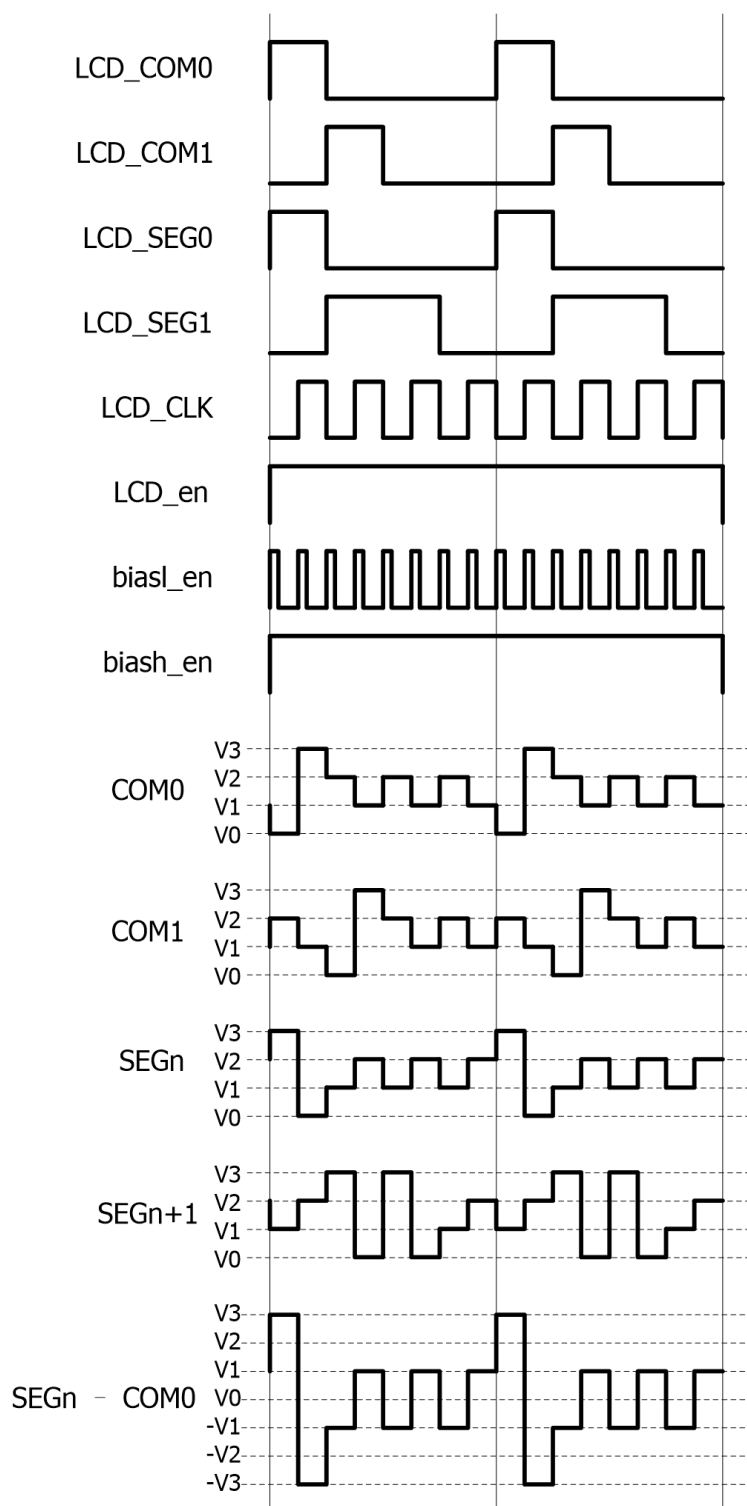 LCD_COM0
LCD_COM1
LCD_SEG0
LCD_SEG1
LCD_CLK
LCD_en
biasl_en
biash_en
COM0
V3
V2
V1
V0
COM1
V3
V2
V1
V0
SEGn
V3
V2
V1
V0
SEGn+1
V3
V2
V1
V0
SEGn - COM0
V3
V2
V1
V0
-V1
-V2
-V3